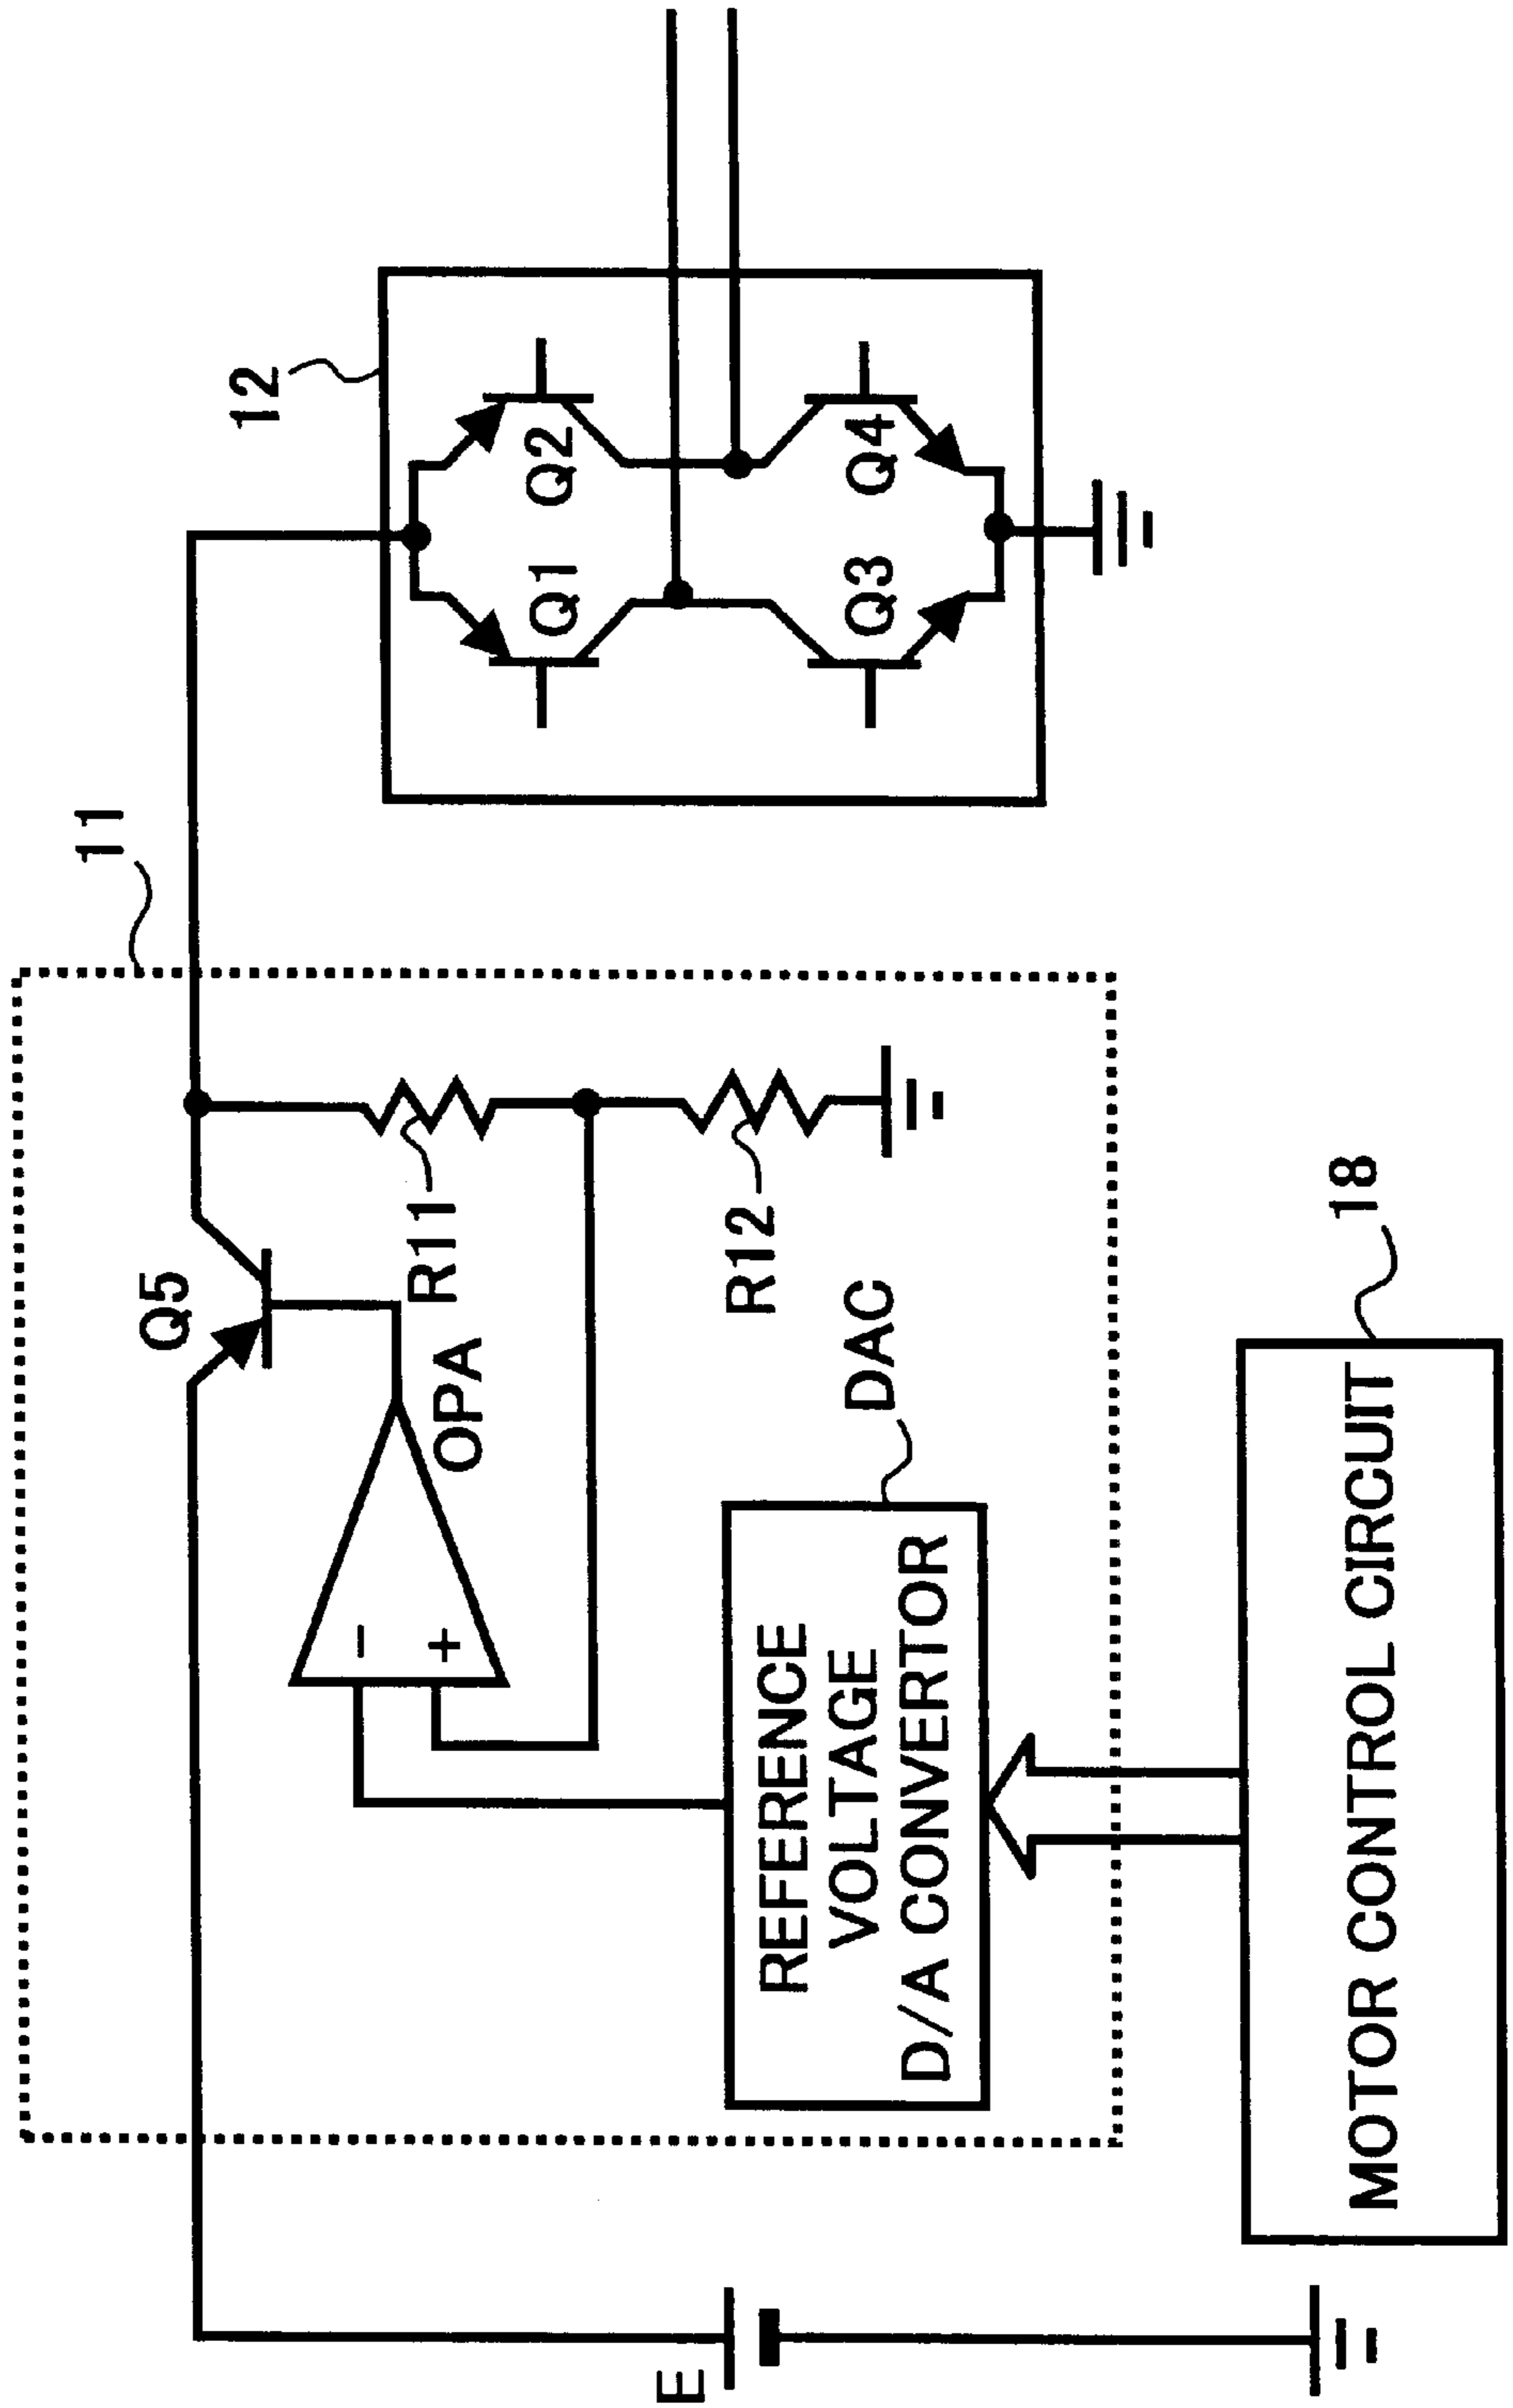 11
12
Q5
OPA
R11
R12
Q1
Q2
Q3
Q4
E
-
+
DAC
REFERENCE
VOLTAGE
D/A CONVERTOR
18
MOTOR CONTROL CIRCUIT